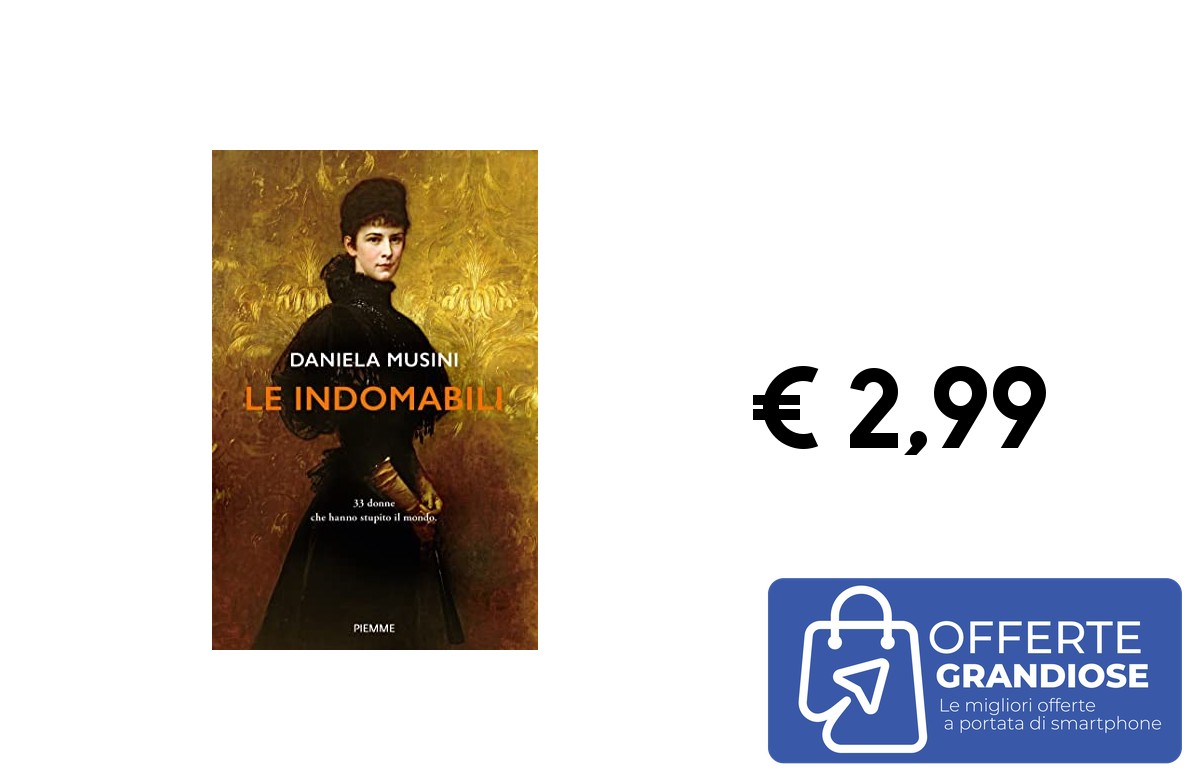 DANIELA MUSINI
LE INDOMABILI
33 donne
che hanno stupito il mondo.
PIEMME
€ 2,99
OFFERTE
GRANDIOSE
Le migliori offerte
a portata di smartphone